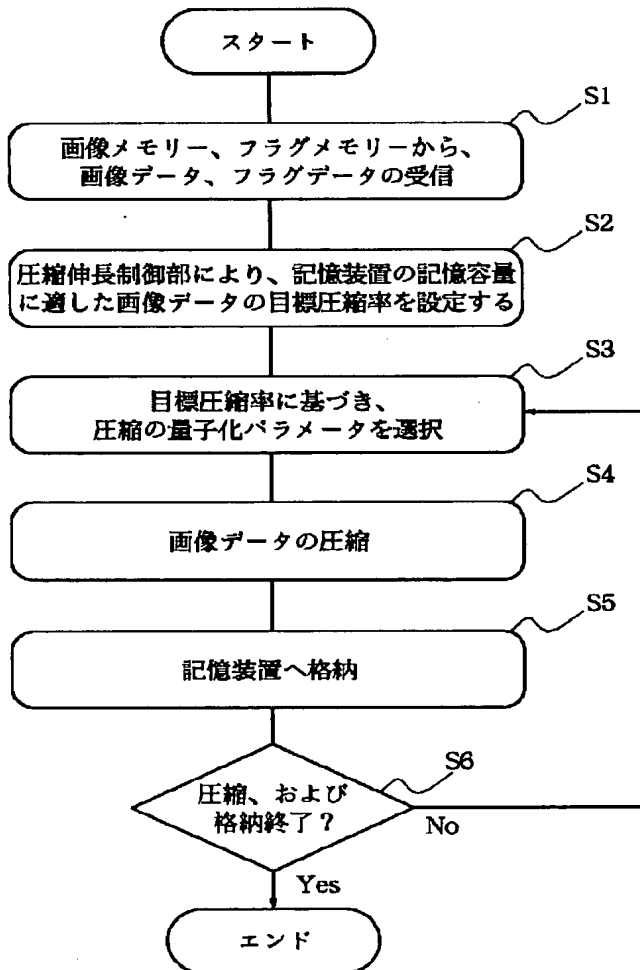 スタート
S1
画像メモリー、フラグメモリーから、
画像データ、フラグデータの受信
S2
圧縮伸長制御部により、記憶装置の記憶容量
に適した画像データの目標圧縮率を設定する
S3
目標圧縮率に基づき、
圧縮の量子化パラメータを選択
S4
画像データの圧縮
S5
記憶装置へ格納
S6
圧縮、および
格納終了？
No
Yes
エンド